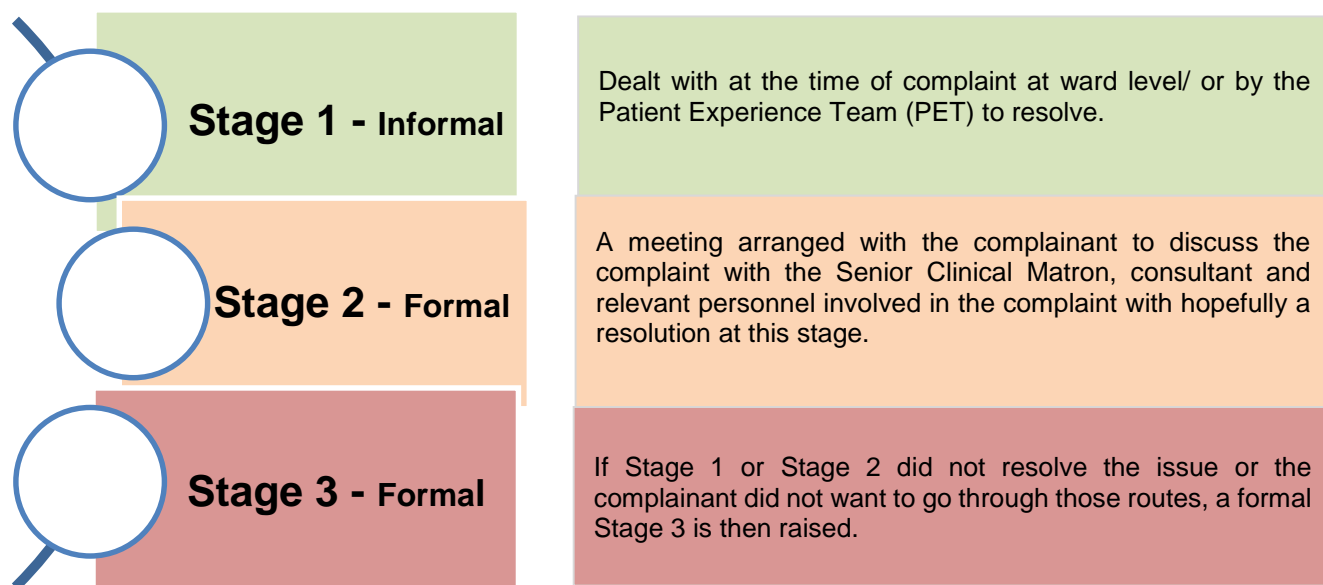 Stage 1 - Informal
Dealt with at the time of complaint at ward level/ or by the
Patient Experience Team (PET) to resolve.
Stage 2 - Formal
A meeting arranged with the complainant to discuss the
complaint with the Senior Clinical Matron, consultant and
relevant personnel involved in the complaint with hopefully a
resolution at this stage.
Stage 3 - Formal
If Stage 1 or Stage 2 did not resolve the issue or the
complainant did not want to go through those routes, a formal
Stage 3 is then raised.